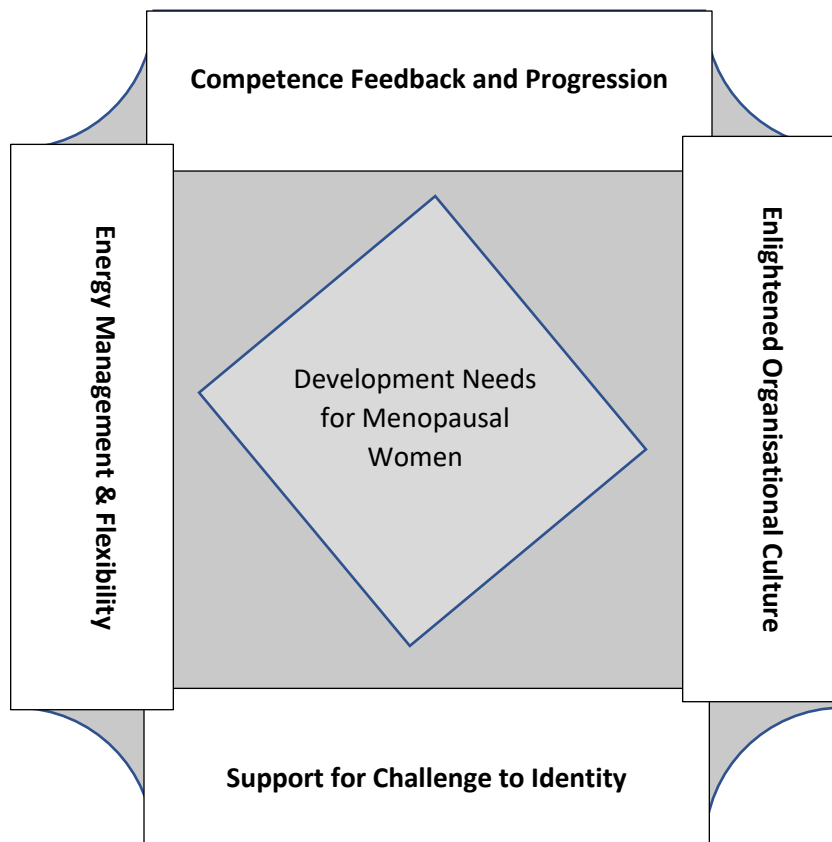 Competence Feedback and Progression
Energy Management & Flexibility
Development Needs
for Menopausal
Women
Enlightened Organisational Culture
Support for Challenge to Identity